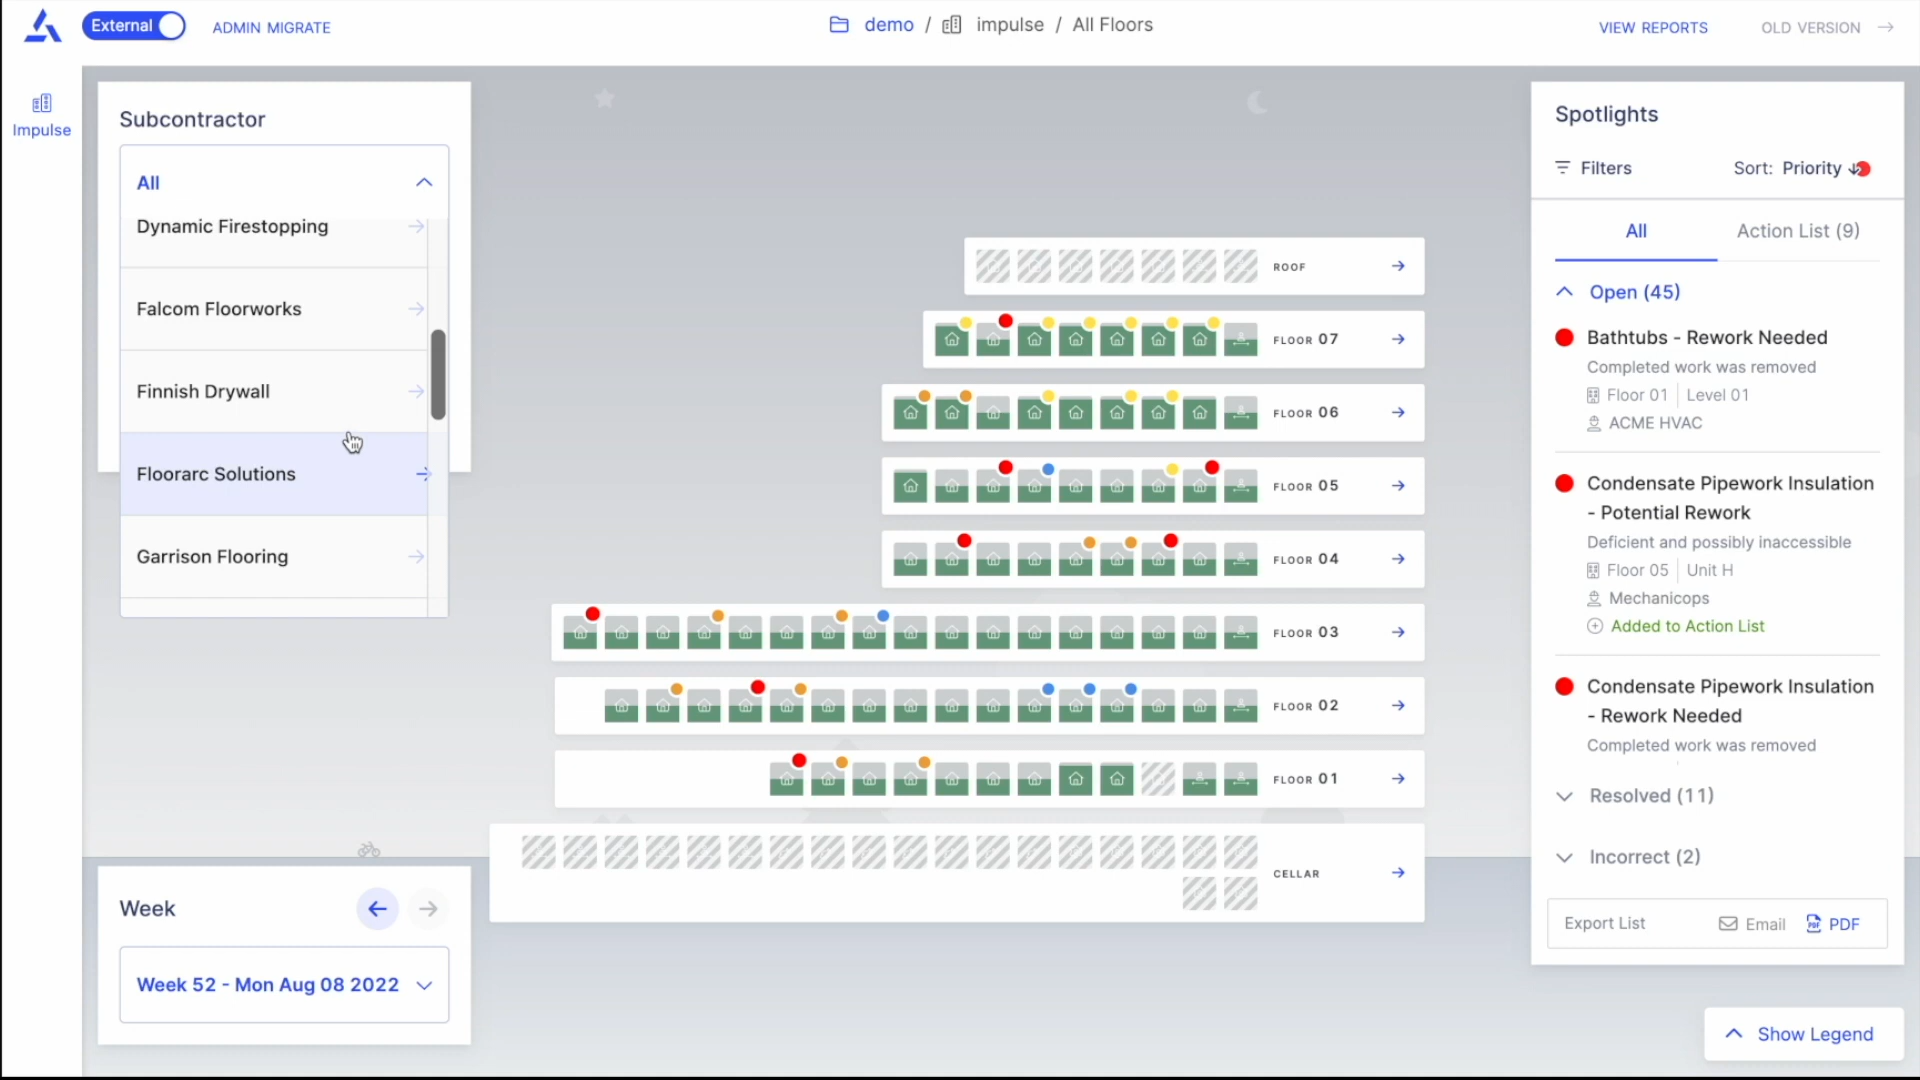 External
ADMIN MIGRATE
demo / impulse / All Floors
VIEW REPORTS
OLD VERSION
Impulse
Subcontractor
All
Dynamic Firestopping
Falcom Floorworks
Finnish Drywall
Floorarc Solutions
Garrison Flooring
Week
Week 52 - Mon Aug 08 2022
ROOF
FLOOR 07
FLOOR 06
FLOOR 05
FLOOR 04
FLOOR 03
FLOOR 02
FLOOR 01
CELLAR
Spotlights
Filters
Sort: Priority
All
Action List (9)
Open (45)
Bathtubs - Rework Needed
Completed work was removed
Floor 01 | Level 01
ACME HVAC
Condensate Pipework Insulation
- Potential Rework
Deficient and possibly inaccessible
Floor 05 | Unit H
Mechanicops
Added to Action List
Condensate Pipework Insulation
- Rework Needed
Completed work was removed
Resolved (11)
Incorrect (2)
Export List
Email
PDF
Show Legend